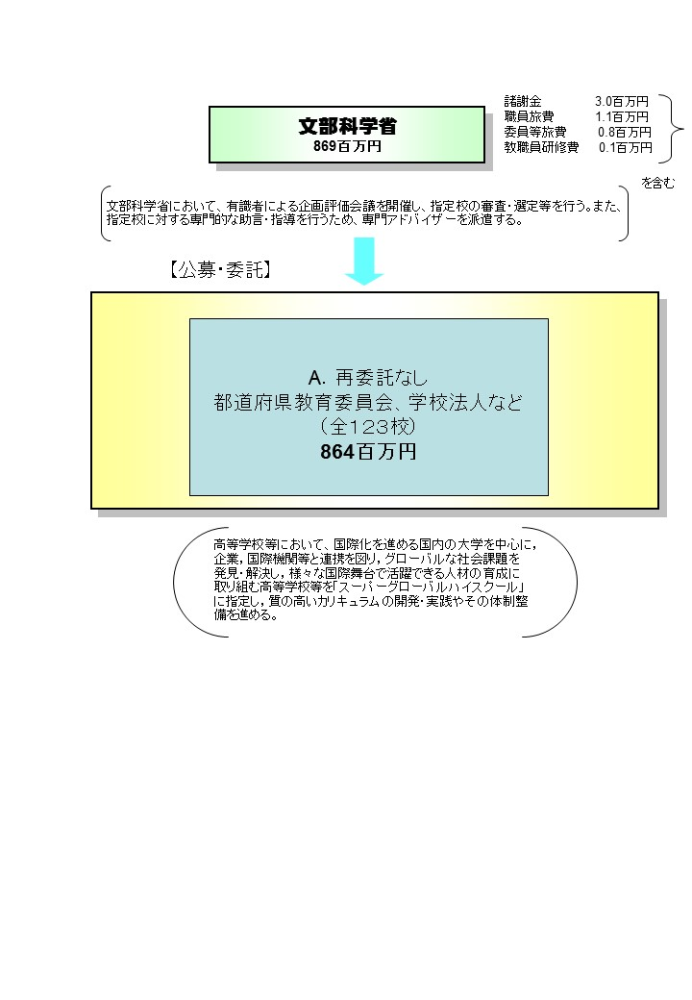 文部科学省
869百万円
諸謝金 3.0百万円
職員旅費 1.1百万円
委員等旅費 0.8百万円
教職員研修費 0.1百万円
を含む
文部科学省において、有識者による企画評価会議を開催し、指定校の審査・選定等を行う。また、
指定校に対する専門的な助言・指導を行うため、専門アドバイザーを派遣する。
【公募・委託】
A．再委託なし
都道府県教育委員会、学校法人など
（全１２３校）
864百万円
高等学校等において、国際化を進める国内の大学を中心に，
企業，国際機関等と連携を図り，グローバルな社会課題を
発見・解決し，様々な国際舞台で活躍できる人材の育成に
取り組む高等学校等を「スーパーグローバルハイスクール」
に指定し，質の高いカリキュラムの開発・実践やその体制整
備を進める。